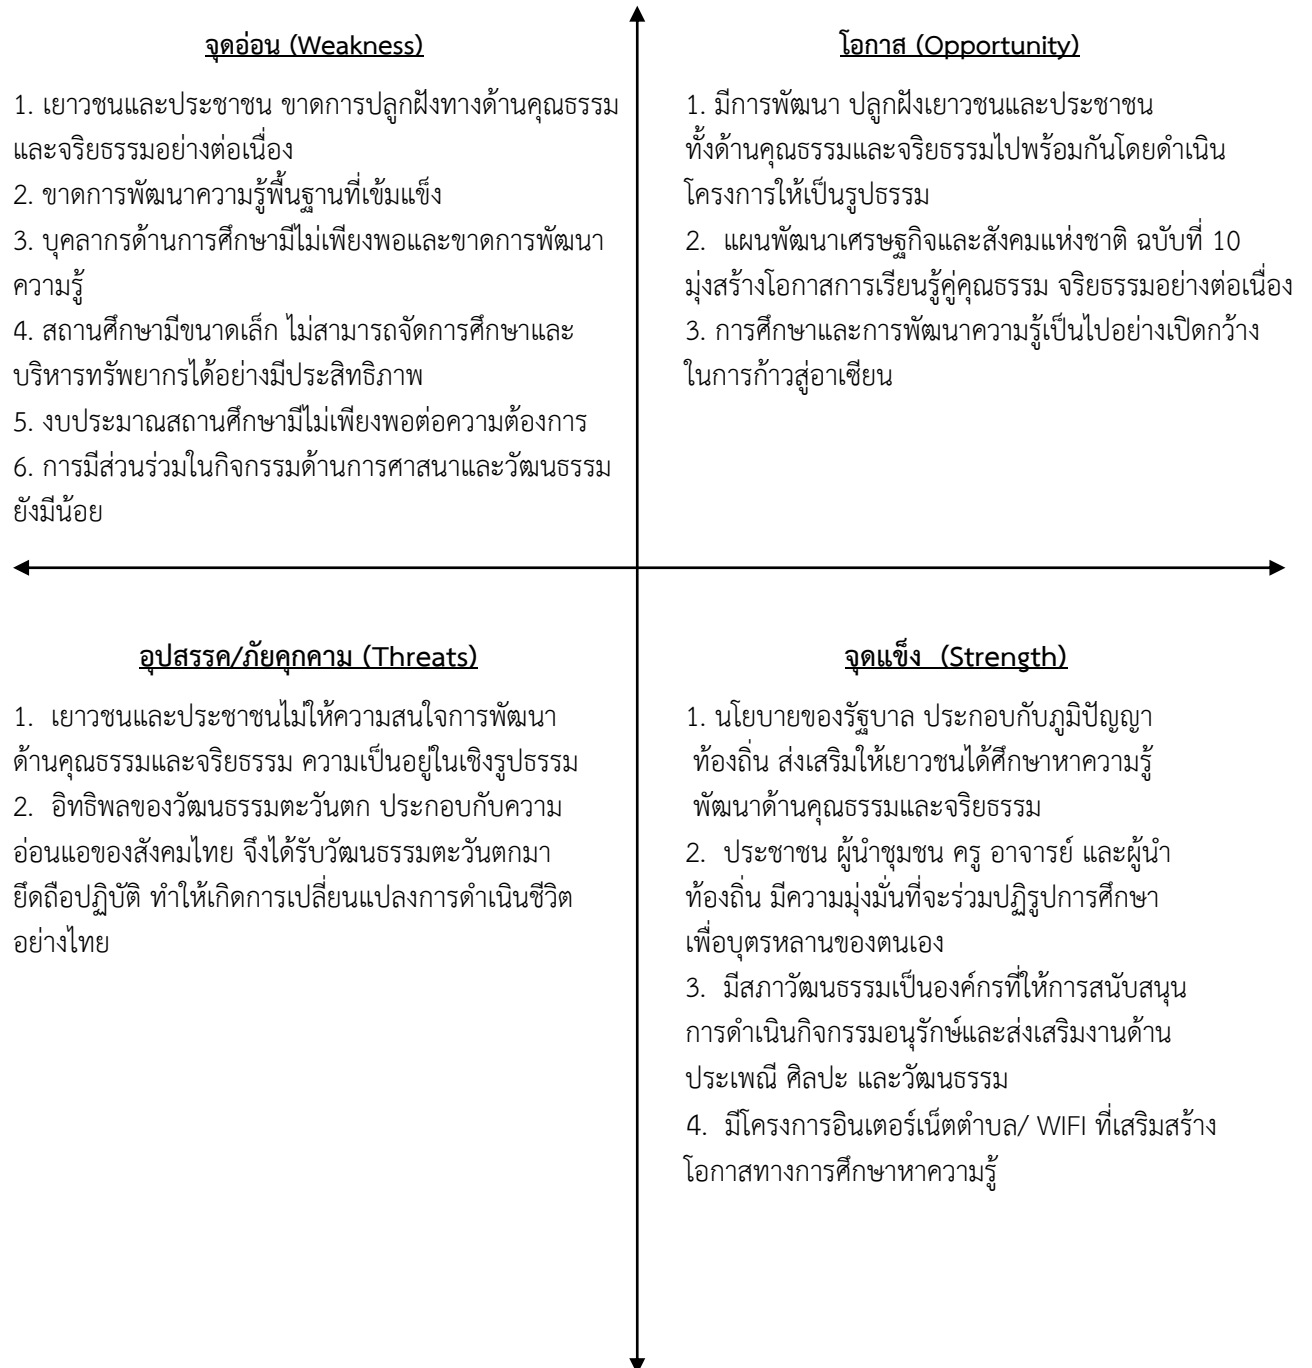 จุดอ่อน (Weakness)
1. เยาวชนและประชาชน ขาดการปลูกฝังทางด้านคุณธรรม
และจริยธรรมอย่างต่อเนื่อง
2. ขาดการพัฒนาความรู้พื้นฐานที่เข้มแข็ง
3. บุคลากรด้านการศึกษามีไม่เพียงพอและขาดการพัฒนา
ความรู้
4. สถานศึกษามีขนาดเล็ก ไม่สามารถจัดการศึกษาและ
บริหารทรัพยากรได้อย่างมีประสิทธิภาพ
5. งบประมาณสถานศึกษามีไม่เพียงพอต่อความต้องการ
6. การมีส่วนร่วมในกิจกรรมด้านการศาสนาและวัฒนธรรม
ยังมีน้อย
โอกาส (Opportunity)
1. มีการพัฒนา ปลูกฝังเยาวชนและประชาชน
ทั้งด้านคุณธรรมและจริยธรรมไปพร้อมกันโดยดำเนิน
โครงการให้เป็นรูปธรรม
2. แผนพัฒนาเศรษฐกิจและสังคมแห่งชาติ ฉบับที่ 10
มุ่งสร้างโอกาสการเรียนรู้คู่คุณธรรม จริยธรรมอย่างต่อเนื่อง
3. การศึกษาและการพัฒนาความรู้เป็นไปอย่างเปิดกว้าง
ในการก้าวสู่อาเซียน
อุปสรรค/ภัยคุกคาม (Threats)
1. เยาวชนและประชาชนไม่ให้ความสนใจการพัฒนา
ด้านคุณธรรมและจริยธรรม ความเป็นอยู่ในเชิงรูปธรรม
2. อิทธิพลของวัฒนธรรมตะวันตก ประกอบกับความ
อ่อนแอของสังคมไทย จึงได้รับวัฒนธรรมตะวันตกมา
ยึดถือปฏิบัติ ทำให้เกิดการเปลี่ยนแปลงการดำเนินชีวิต
อย่างไทย
จุดแข็ง (Strength)
1. นโยบายของรัฐบาล ประกอบกับภูมิปัญญา
ท้องถิ่น ส่งเสริมให้เยาวชนได้ศึกษาหาความรู้
พัฒนาด้านคุณธรรมและจริยธรรม
2. ประชาชน ผู้นำชุมชน ครู อาจารย์ และผู้นำ
ท้องถิ่น มีความมุ่งมั่นที่จะร่วมปฏิรูปการศึกษา
เพื่อบุตรหลานของตนเอง
3. มีสภาวัฒนธรรมเป็นองค์กรที่ให้การสนับสนุน
การดำเนินกิจกรรมอนุรักษ์และส่งเสริมงานด้าน
ประเพณี ศิลปะ และวัฒนธรรม
4. มีโครงการอินเตอร์เน็ตตำบล/ WIFI ที่เสริมสร้าง
โอกาสทางการศึกษาหาความรู้